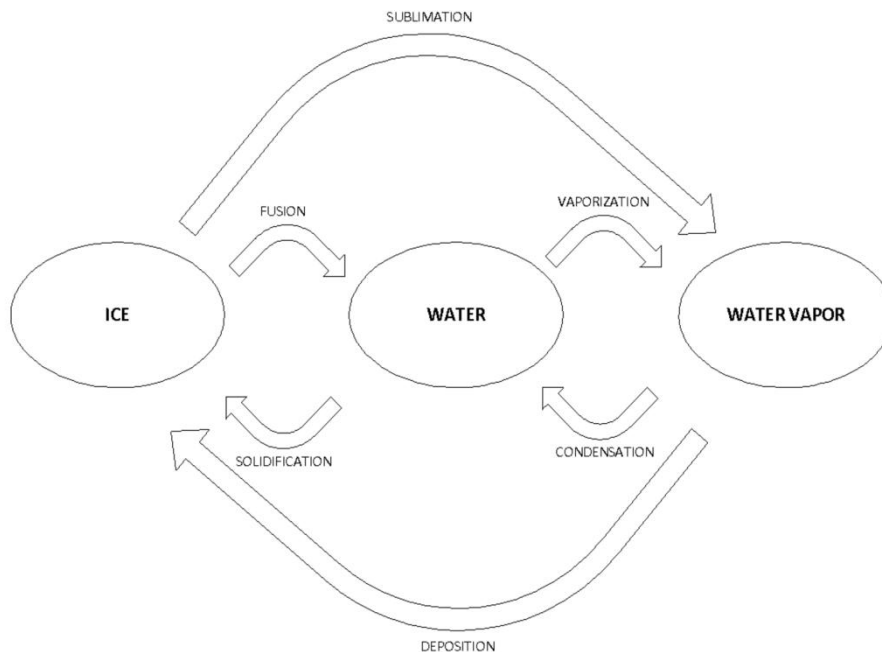 SUBLIMATION
FUSION
VAPORIZATION
ICE
WATER
WATER VAPOR
SOLIDIFICATION
CONDENSATION
DEPOSITION